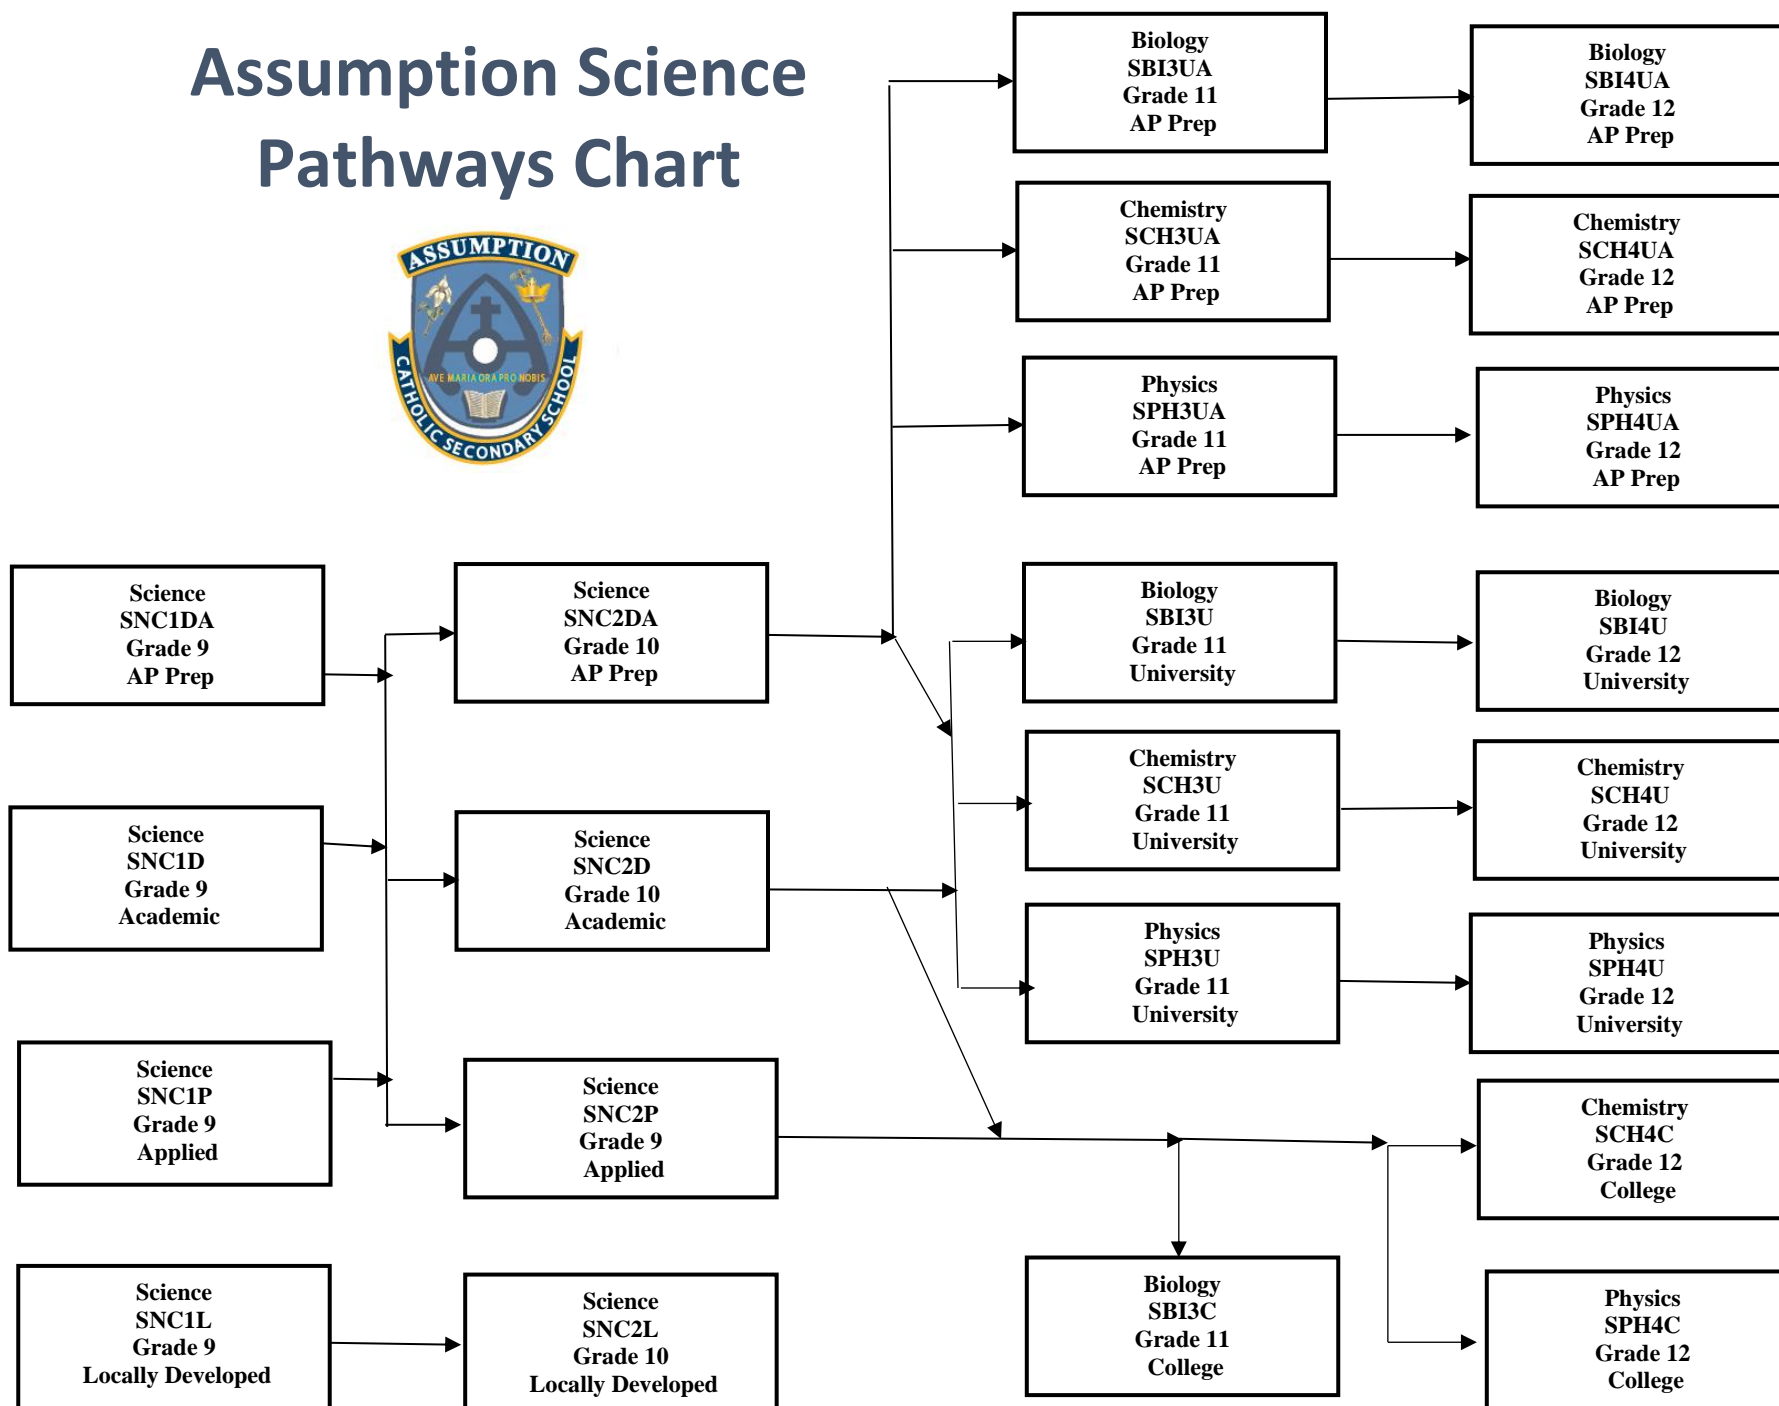 Assumption Science
Pathways Chart
ASSUMPTION
AVE MARIA ORA PRO NOBIS
CATHOLIC SECONDARY SCHOOL
Science
SNC1DA
Grade 9
AP Prep
Science
SNC1D
Grade 9
Academic
Science
SNC1P
Grade 9
Applied
Science
SNC1L
Grade 9
Locally Developed
Science
SNC2DA
Grade 10
AP Prep
Science
SNC2D
Grade 10
Academic
Science
SNC2P
Grade 9
Applied
Science
SNC2L
Grade 10
Locally Developed
Biology
SBI3UA
Grade 11
AP Prep
Chemistry
SCH3UA
Grade 11
AP Prep
Physics
SPH3UA
Grade 11
AP Prep
Biology
SBI3U
Grade 11
University
Chemistry
SCH3U
Grade 11
University
Physics
SPH3U
Grade 11
University
Biology
SBI3C
Grade 11
College
Biology
SBI4UA
Grade 12
AP Prep
Chemistry
SCH4UA
Grade 12
AP Prep
Physics
SPH4UA
Grade 12
AP Prep
Biology
SBI4U
Grade 12
University
Chemistry
SCH4U
Grade 12
University
Physics
SPH4U
Grade 12
University
Chemistry
SCH4C
Grade 12
College
Physics
SPH4C
Grade 12
College